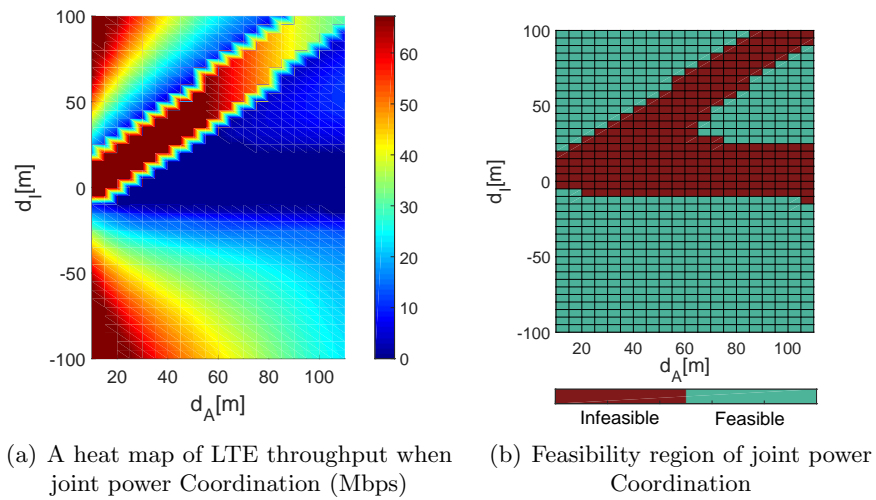 100
50
0
-50
-100
d_I[m]
20 40 60 80 100
d_A[m]
60
50
40
30
20
10
0
100
50
0
-50
-100
d_I[m]
20 40 60 80 100
d_A[m]
Infeasible Feasible
(a) A heat map of LTE throughput when
joint power Coordination (Mbps)
(b) Feasibility region of joint power
Coordination